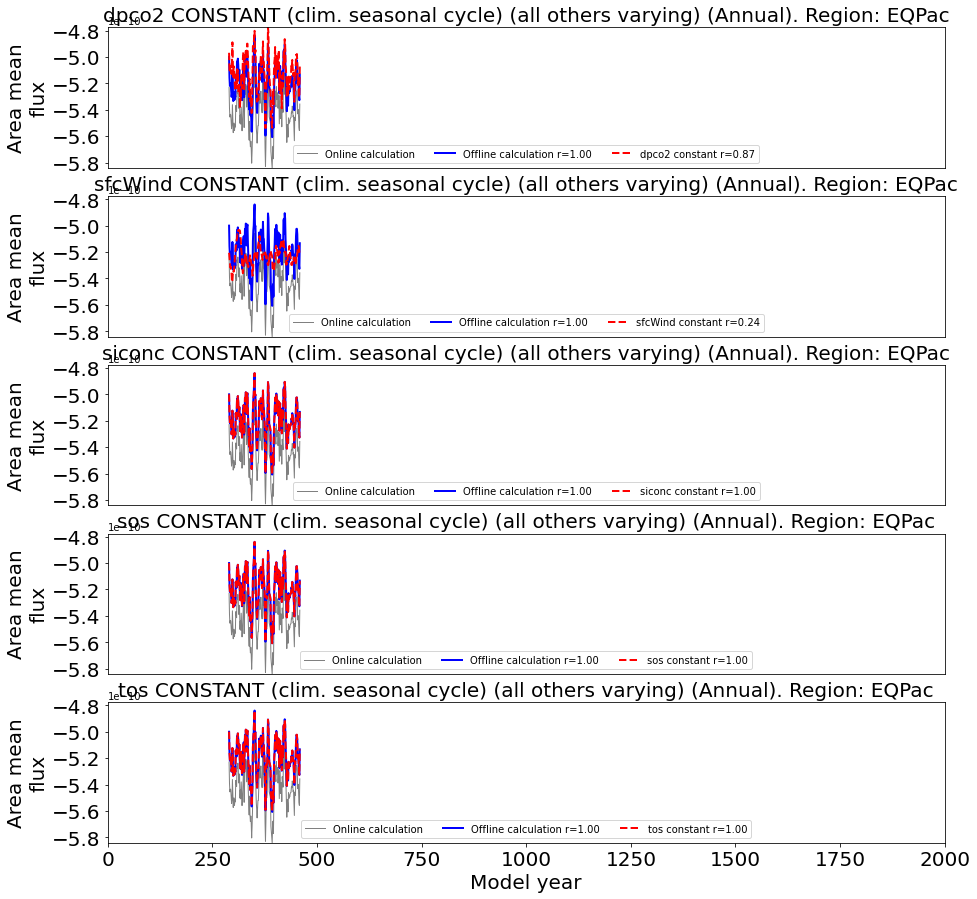 dpco2 CONSTANT (clim. seasonal cycle) (all others varying) (Annual). Region: EQPac
1e−10
−4.8
−5.0
−5.2
−5.4
−5.6
−5.8
Area mean
flux
Online calculation
Offline calculation r=1.00
dpco2 constant r=0.87
sfcWind CONSTANT (clim. seasonal cycle) (all others varying) (Annual). Region: EQPac
1e−10
−4.8
−5.0
−5.2
−5.4
−5.6
−5.8
Area mean
flux
Online calculation
Offline calculation r=1.00
sfcWind constant r=0.24
siconc CONSTANT (clim. seasonal cycle) (all others varying) (Annual). Region: EQPac
1e−10
−4.8
−5.0
−5.2
−5.4
−5.6
−5.8
Area mean
flux
Online calculation
Offline calculation r=1.00
siconc constant r=1.00
sos CONSTANT (clim. seasonal cycle) (all others varying) (Annual). Region: EQPac
1e−10
−4.8
−5.0
−5.2
−5.4
−5.6
−5.8
Area mean
flux
Online calculation
Offline calculation r=1.00
sos constant r=1.00
tos CONSTANT (clim. seasonal cycle) (all others varying) (Annual). Region: EQPac
1e−10
−4.8
−5.0
−5.2
−5.4
−5.6
−5.8
Area mean
flux
Online calculation
Offline calculation r=1.00
tos constant r=1.00
0 250 500 750 1000 1250 1500 1750 2000
Model year